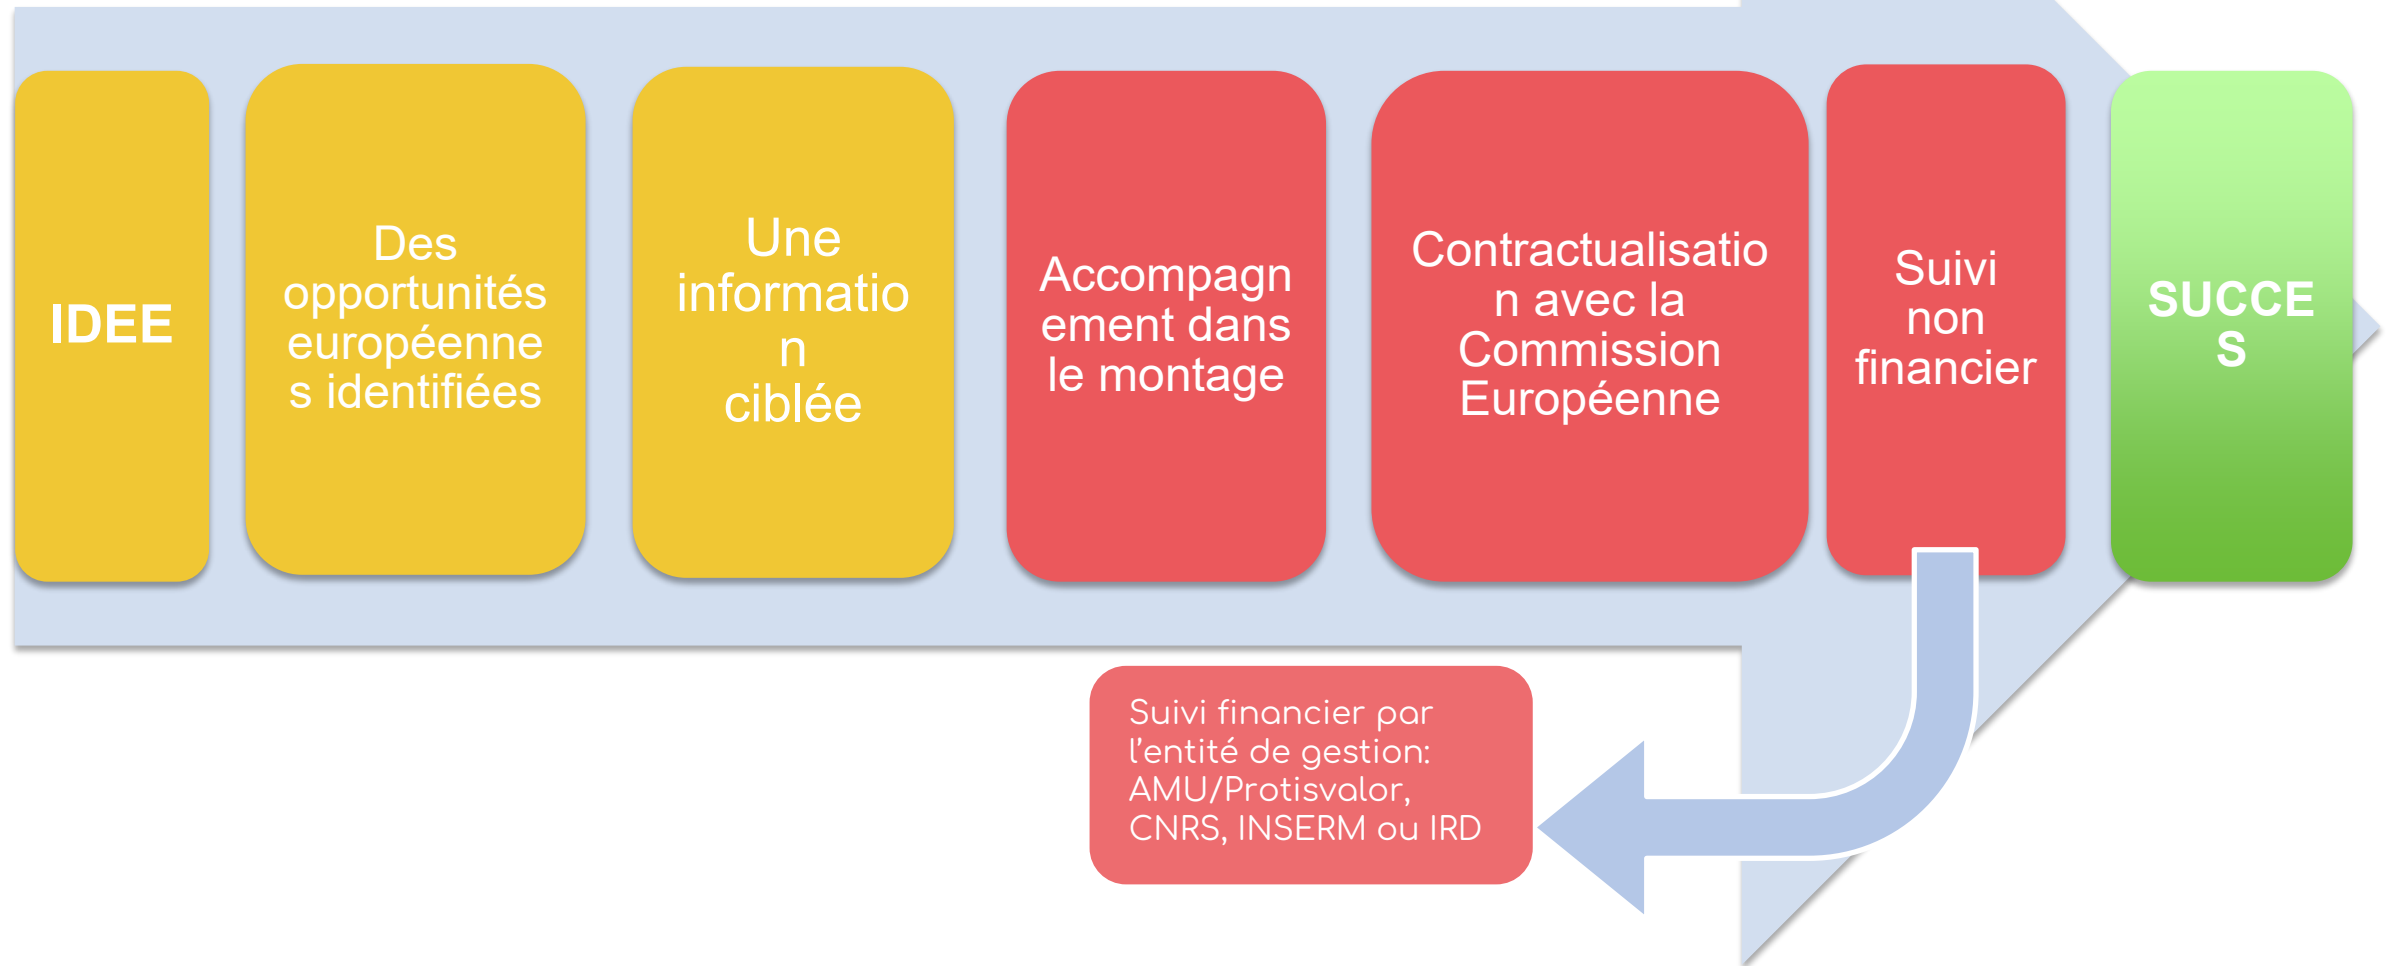 IDEE
Des
opportunités
européenne
s identifiées
Une
informatio
n
ciblée
Accompagn
ement dans
le montage
Contractualisatio
n avec la
Commission
Européenne
Suivi
non
financier
SUCCE
S
Suivi financier par
l’entité de gestion:
AMU/Protisvalor,
CNRS, INSERM ou IRD